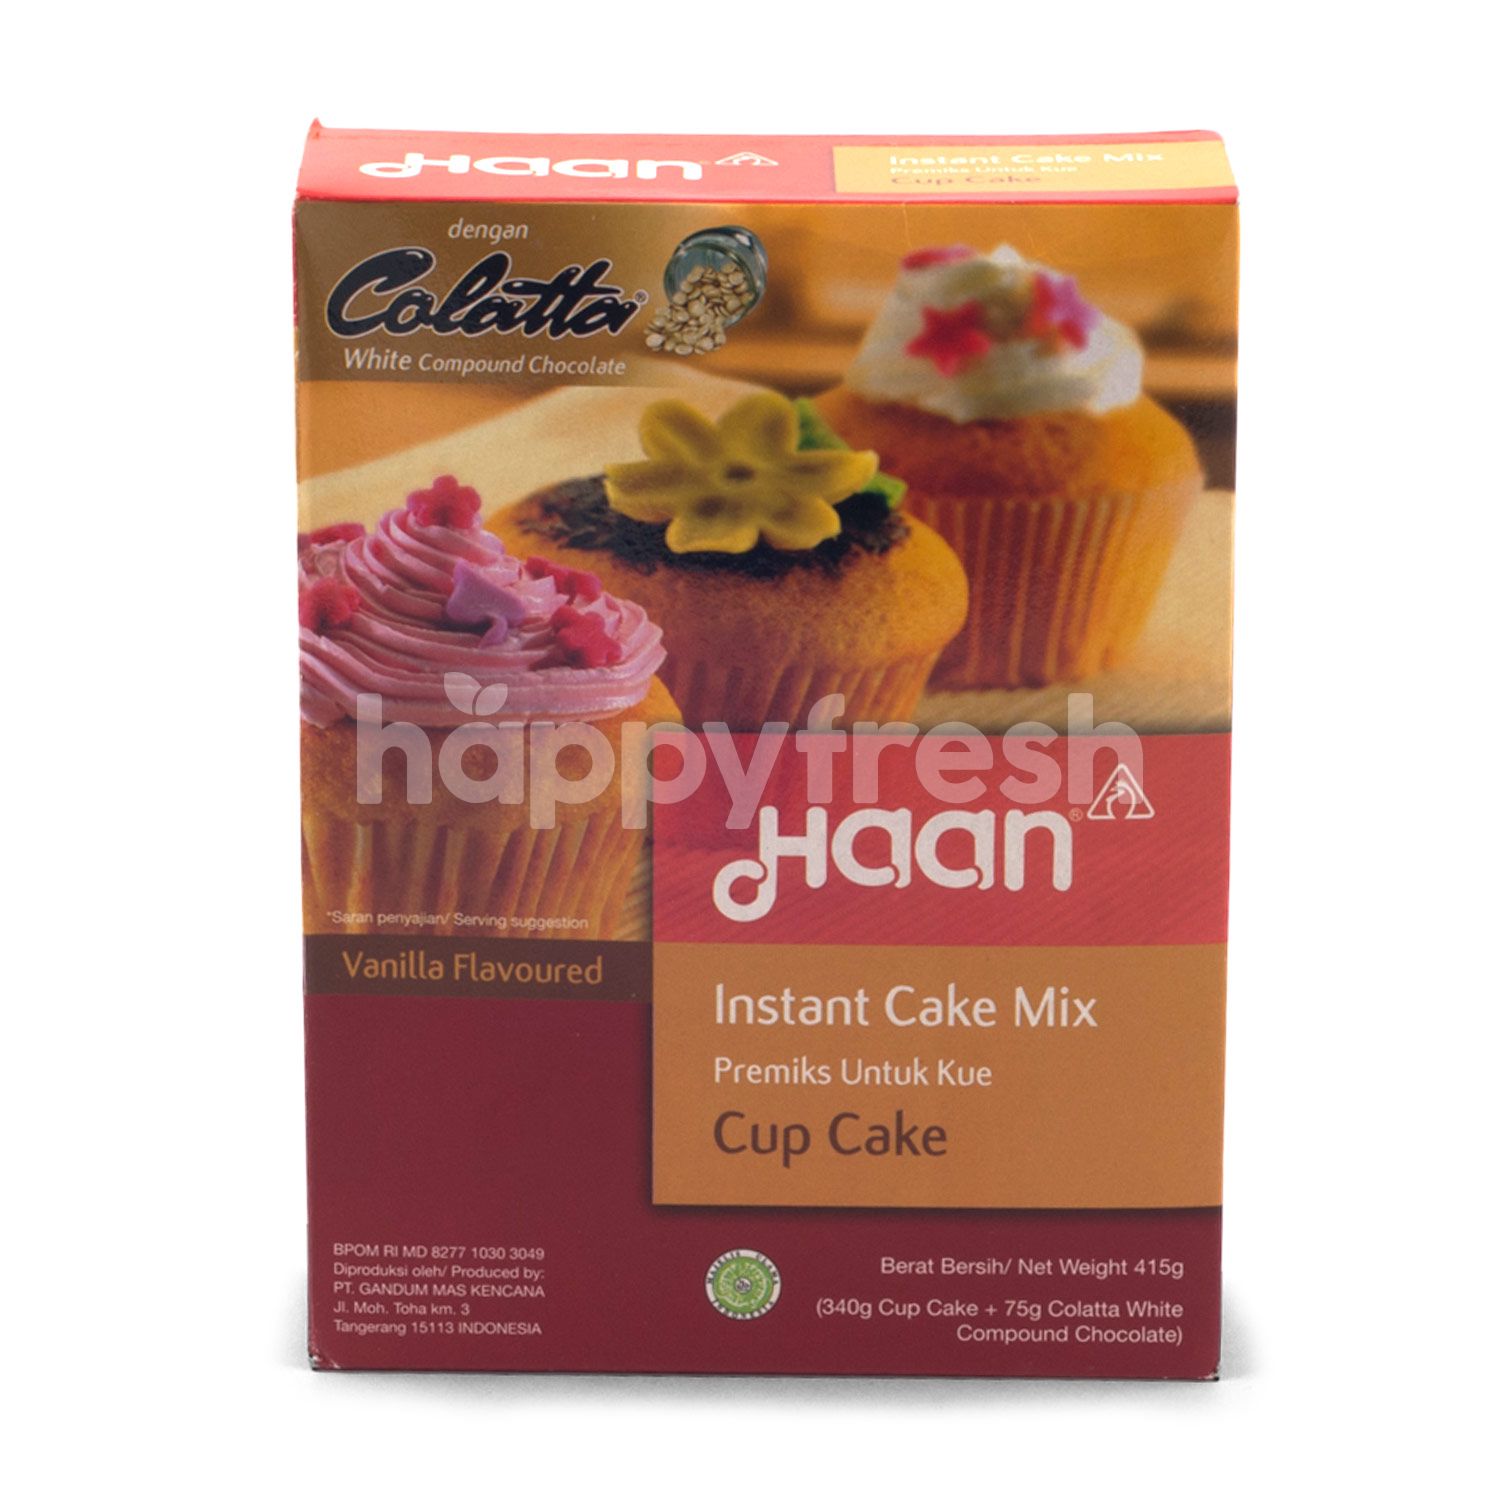 Haan®
Instant Cake Mix
Premiks Untuk Kue
Cup Cake
dengan
Colatta®
White Compound Chocolate
happyfresh
Haan®
*Saran penyajian/ Serving suggestion
Vanilla Flavoured
Instant Cake Mix
Premiks Untuk Kue
Cup Cake
BPOM RI MD 8277 1030 3049
Diproduksi oleh/ Produced by:
PT. GANDUM MAS KENCANA
Jl. Moh. Toha km. 3
Tangerang 15113 INDONESIA
MAJELIS ULAMA INDONESIA
Berat Bersih/ Net Weight 415g
(340g Cup Cake + 75g Colatta White
Compound Chocolate)